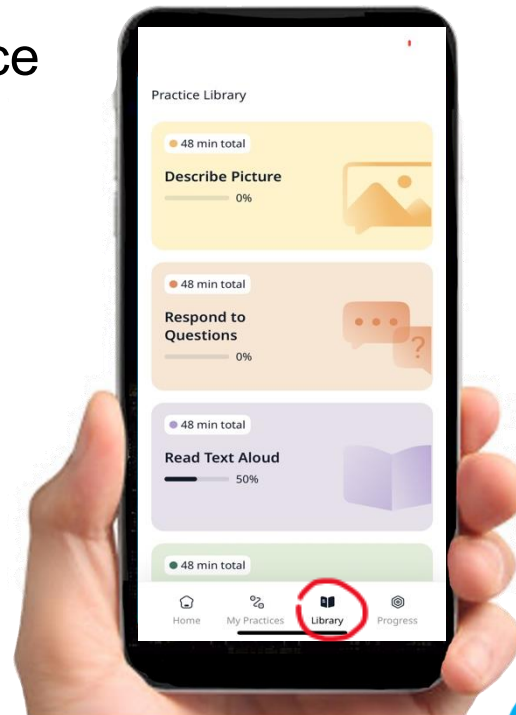 ce
Practice Library
48 min total
Describe Picture
0%
48 min total
Respond to
Questions
0%
?
48 min total
Read Text Aloud
50%
48 min total
Home My Practices Library Progress